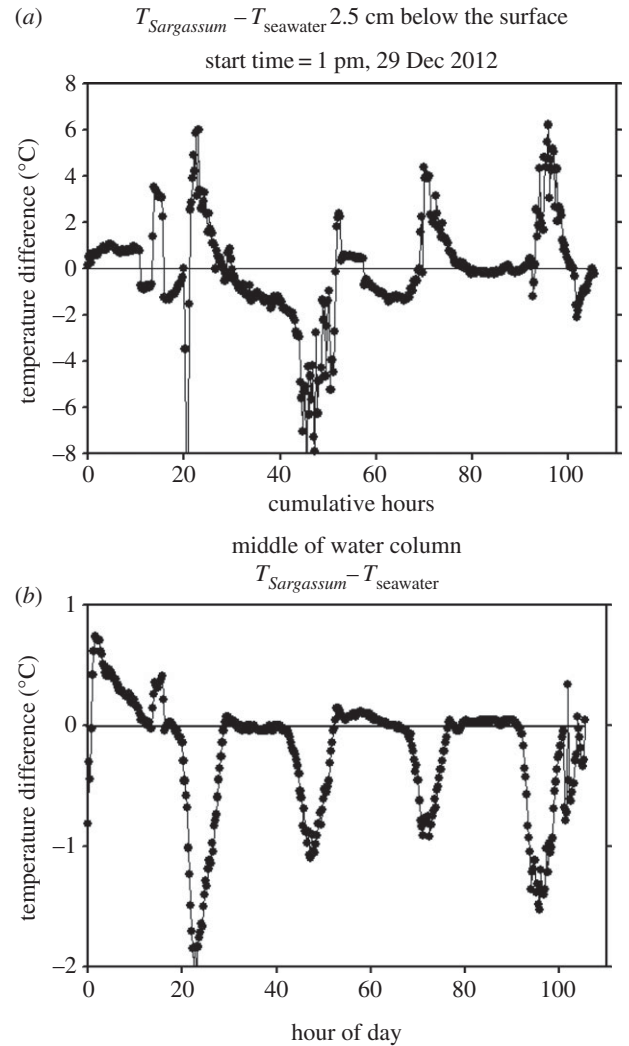 (a) T_Sargassum – T_seawater 2.5 cm below the surface
start time = 1 pm, 29 Dec 2012
temperature difference (°C)
8
6
4
2
0
–2
–4
–6
–8
0 20 40 60 80 100
cumulative hours
middle of water column
(b) T_Sargassum – T_seawater
temperature difference (°C)
1
0
–1
–2
0 20 40 60 80 100
hour of day